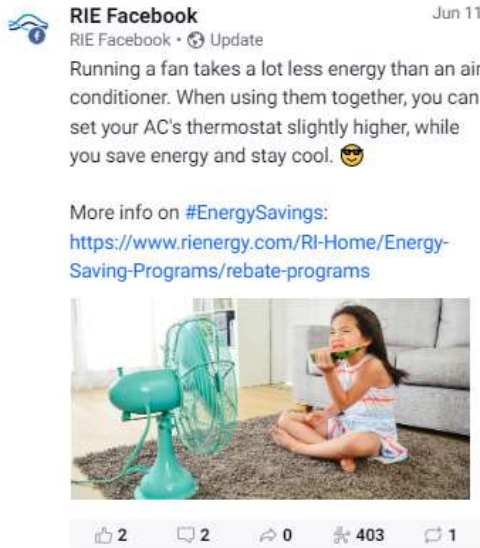 RIE Facebook
Jun 11
RIE Facebook • Update
Running a fan takes a lot less energy than an air
conditioner. When using them together, you can
set your AC's thermostat slightly higher, while
you save energy and stay cool. 😎
More info on #EnergySavings:
https://www.rienergy.com/RI-Home/Energy-
Saving-Programs/rebate-programs
2 2 0 403 1